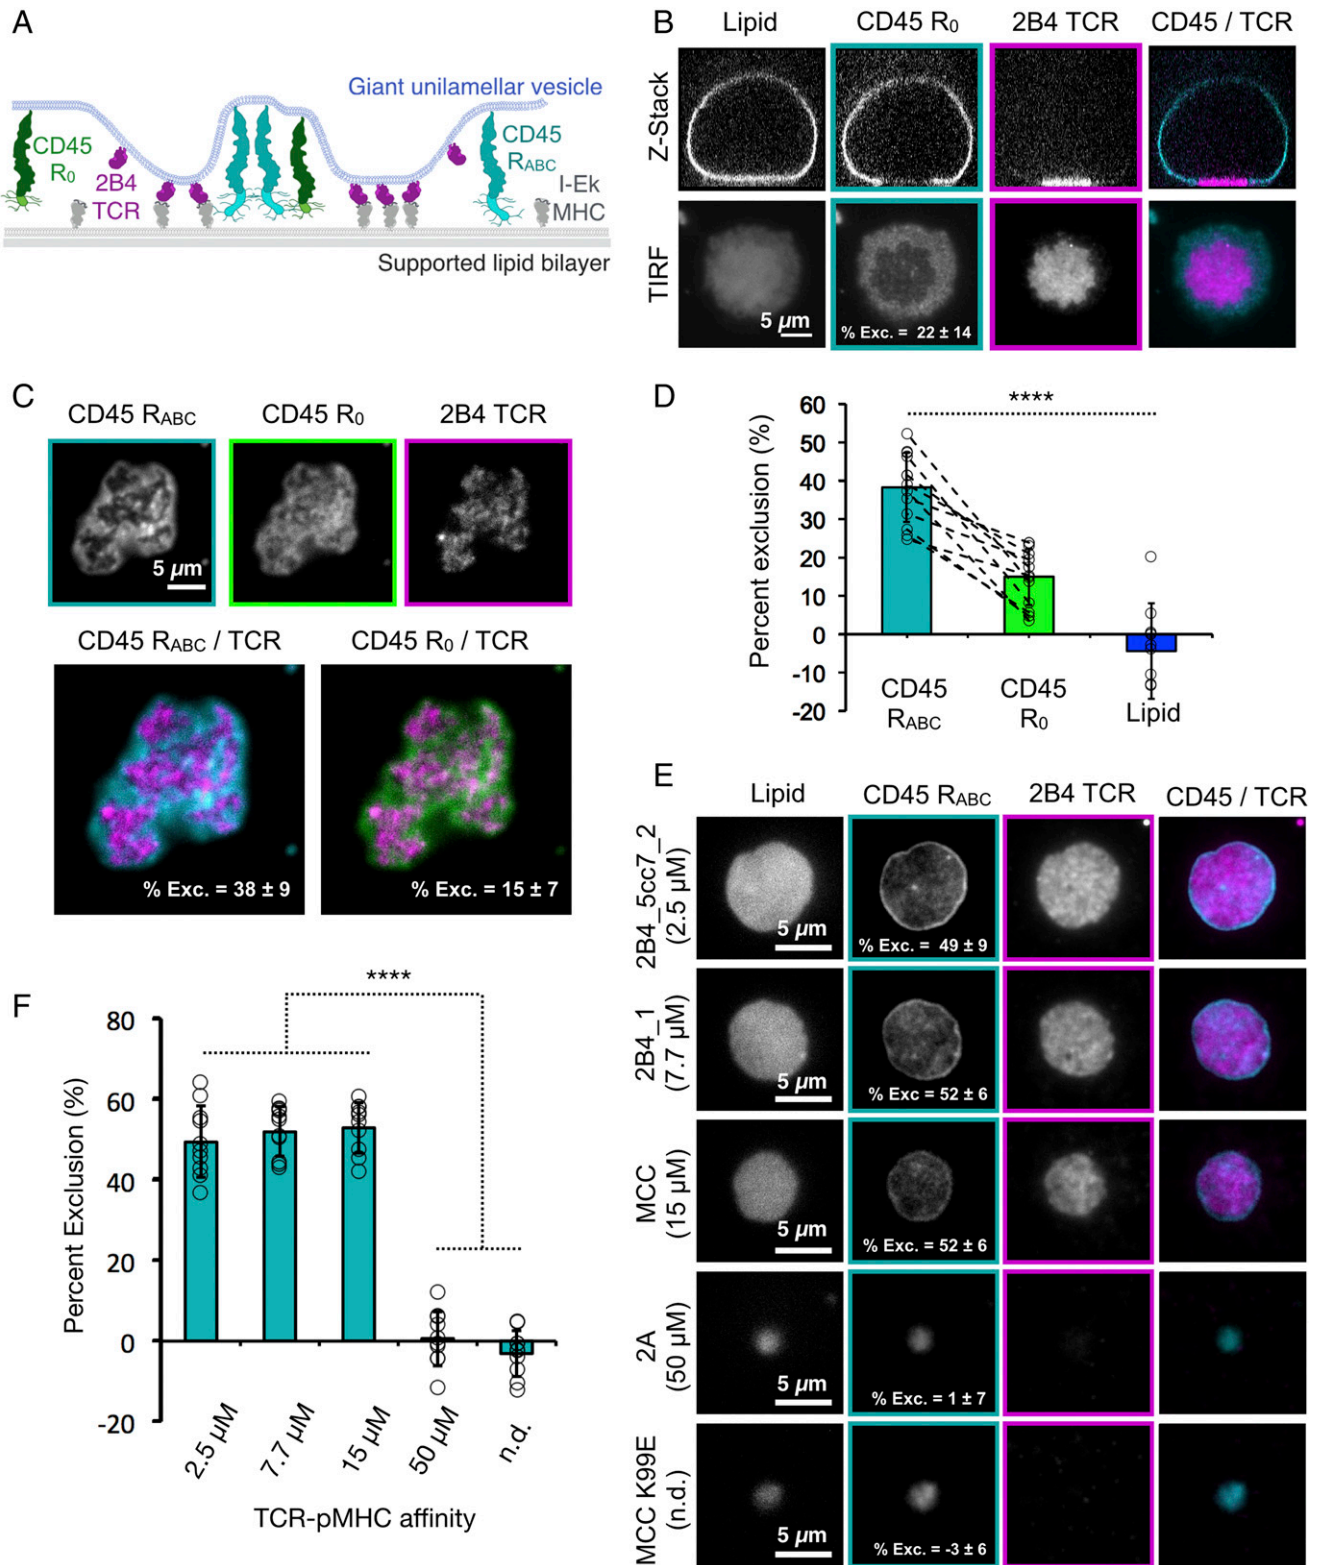 A
Giant unilamellar vesicle
CD45
R0
2B4
TCR
CD45
RABC
I-Ek
MHC
Supported lipid bilayer
B
Lipid
CD45 R0
2B4 TCR
CD45 / TCR
Z-Stack
TIRF
5 µm
% Exc. = 22 ± 14
C
CD45 RABC
CD45 R0
2B4 TCR
5 µm
CD45 RABC / TCR
CD45 R0 / TCR
% Exc. = 38 ± 9
% Exc. = 15 ± 7
D
Percent exclusion (%)
60
50
40
30
20
10
0
-10
-20
****
CD45
RABC
CD45
R0
Lipid
E
Lipid
CD45 RABC
2B4 TCR
CD45 / TCR
2B4_5cc7_2
(2.5 µM)
5 µm
% Exc. = 49 ± 9
2B4_1
(7.7 µM)
5 µm
% Exc. = 52 ± 6
MCC
(15 µM)
5 µm
% Exc. = 52 ± 6
2A
(50 µM)
5 µm
% Exc. = 1 ± 7
MCC K99E
(n.d.)
5 µm
% Exc. = -3 ± 6
F
Percent Exclusion (%)
80
60
40
20
0
-20
****
2.5 µM
7.7 µM
15 µM
50 µM
n.d.
TCR-pMHC affinity